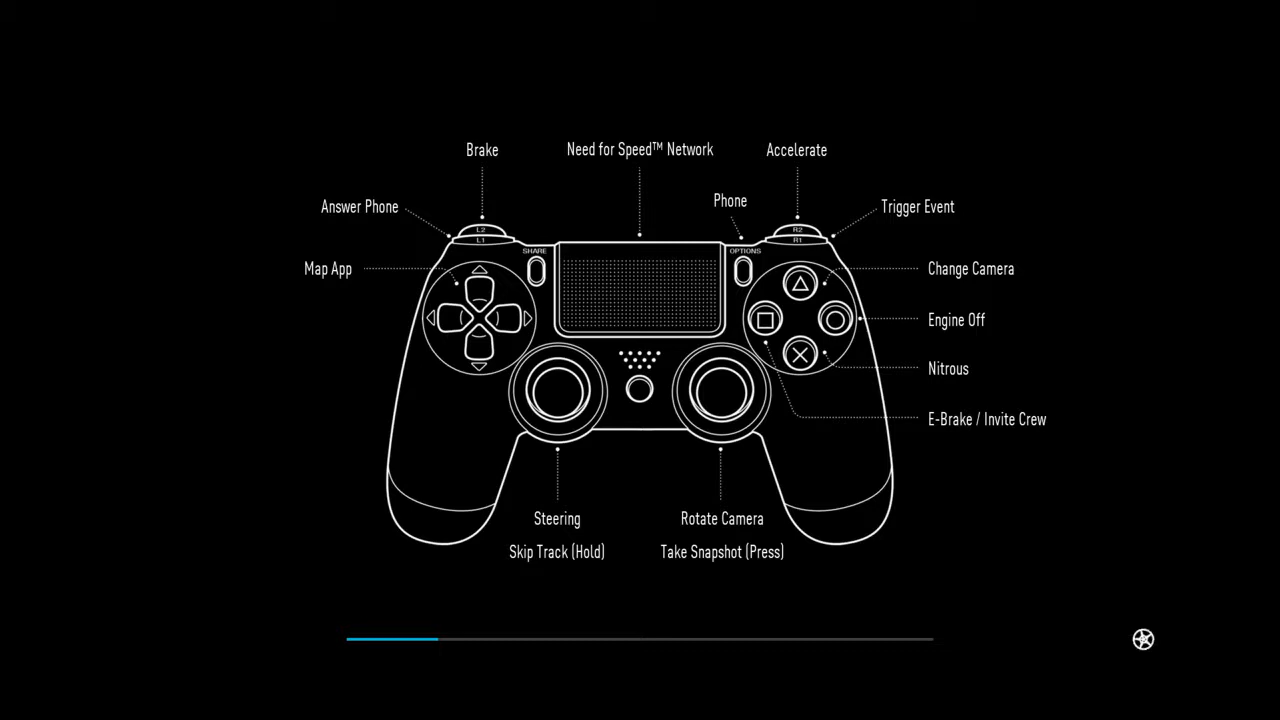 Brake
Need for Speed™ Network
Accelerate
Answer Phone
Phone
Trigger Event
L2
R2
L1
R1
SHARE
OPTIONS
Map App
Change Camera
Engine Off
Nitrous
E-Brake / Invite Crew
Steering
Rotate Camera
Skip Track (Hold)
Take Snapshot (Press)